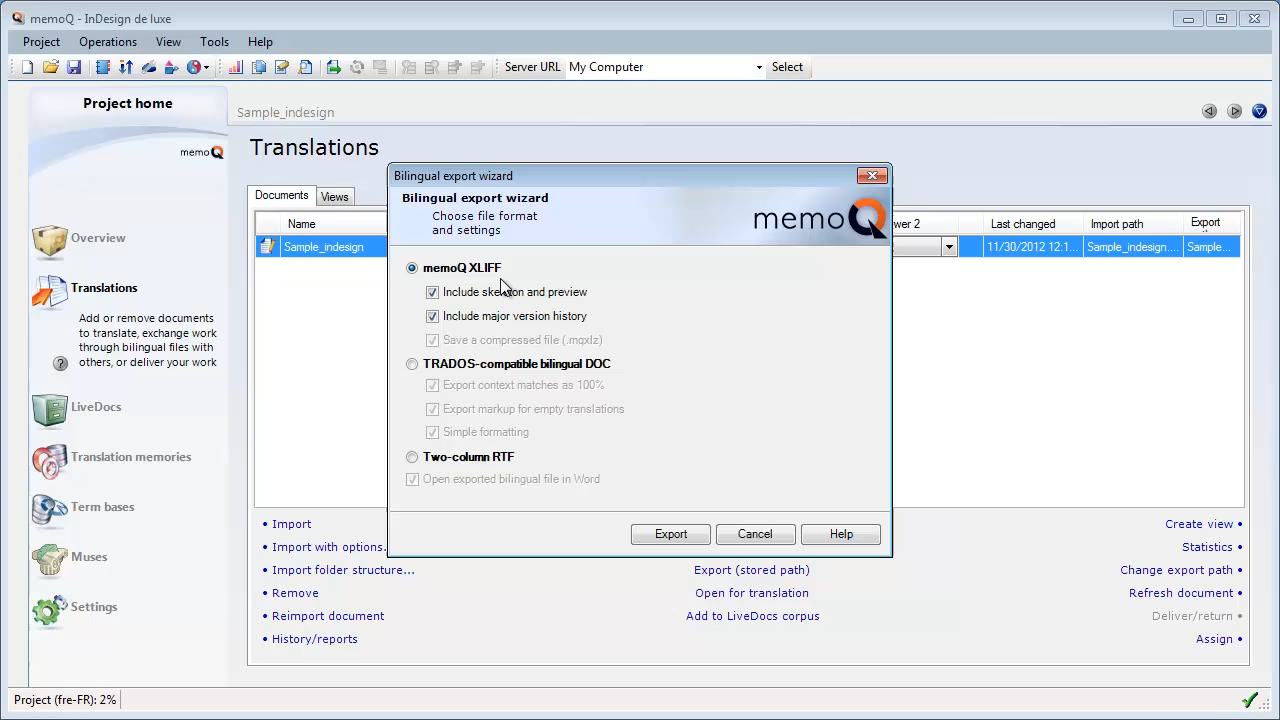 memoQ - InDesign de luxe
Project Operations View Tools Help
Server URL My Computer Select
Project home
memoQ
Overview
Translations
Add or remove documents
to translate, exchange work
through bilingual files with
others, or deliver your work
?
LiveDocs
Translation memories
Term bases
Muses
Settings
Sample_indesign
Translations
Documents Views
Name Last changed Import path Export
Sample_indesign 11/30/2012 12:1... Sample_indesign.... Sample...
Bilingual export wizard
Bilingual export wizard
Choose file format
and settings
memoQ
memoQ XLIFF
Include skeleton and preview
Include major version history
Save a compressed file (.mqxlz)
TRADOS-compatible bilingual DOC
Export context matches as 100%
Export markup for empty translations
Simple formatting
Two-column RTF
Open exported bilingual file in Word
Export Cancel Help
• Import Create view •
• Import with options. Statistics •
• Import folder structure... Export (stored path) Change export path •
• Remove Open for translation Refresh document •
• Reimport document Add to LiveDocs corpus Deliver/return •
• History/reports Assign •
Project (fre-FR): 2%